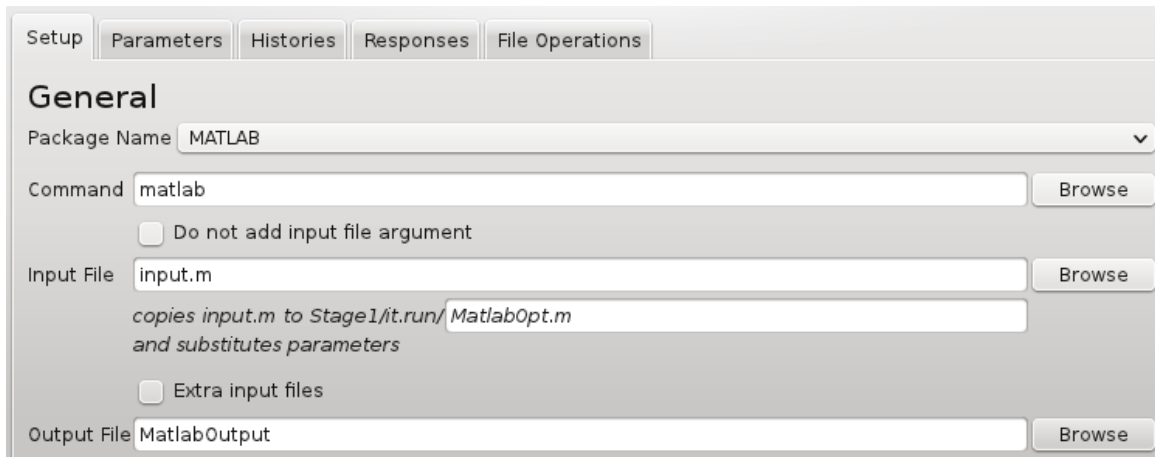 Setup Parameters Histories Responses File Operations
General
Package Name MATLAB
Command matlab Browse
Do not add input file argument
Input File input.m Browse
copies input.m to Stage1/it.run/ MatlabOpt.m
and substitutes parameters
Extra input files
Output File MatlabOutput Browse